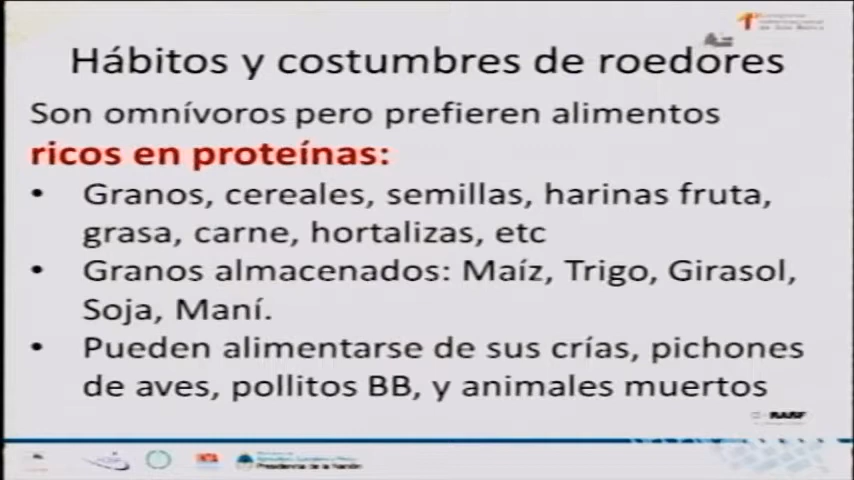 1°
Hábitos y costumbres de roedores
Son omnívoros pero prefieren alimentos
ricos en proteínas:
• Granos, cereales, semillas, harinas fruta,
grasa, carne, hortalizas, etc
• Granos almacenados: Maíz, Trigo, Girasol,
Soja, Maní.
• Pueden alimentarse de sus crías, pichones
de aves, pollitos BB, y animales muertos
BASF
Presidencia de la Nación